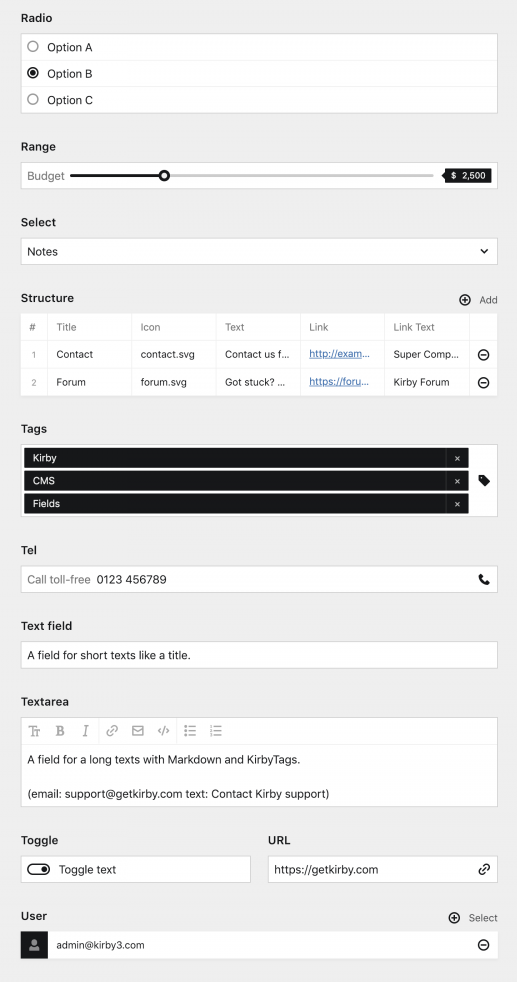 Radio
Option A
Option B
Option C
Range
Budget $ 2,500
Select
Notes
Structure Add
# Title Icon Text Link Link Text
1 Contact contact.svg Contact us f... http://exam... Super Comp...
2 Forum forum.svg Got stuck? ... https://foru... Kirby Forum
Tags
Kirby ×
CMS ×
Fields ×
Tel
Call toll-free 0123 456789
Text field
A field for short texts like a title.
Textarea
A field for a long texts with Markdown and KirbyTags.
(email: support@getkirby.com text: Contact Kirby support)
Toggle URL
Toggle text https://getkirby.com
User Select
admin@kirby3.com